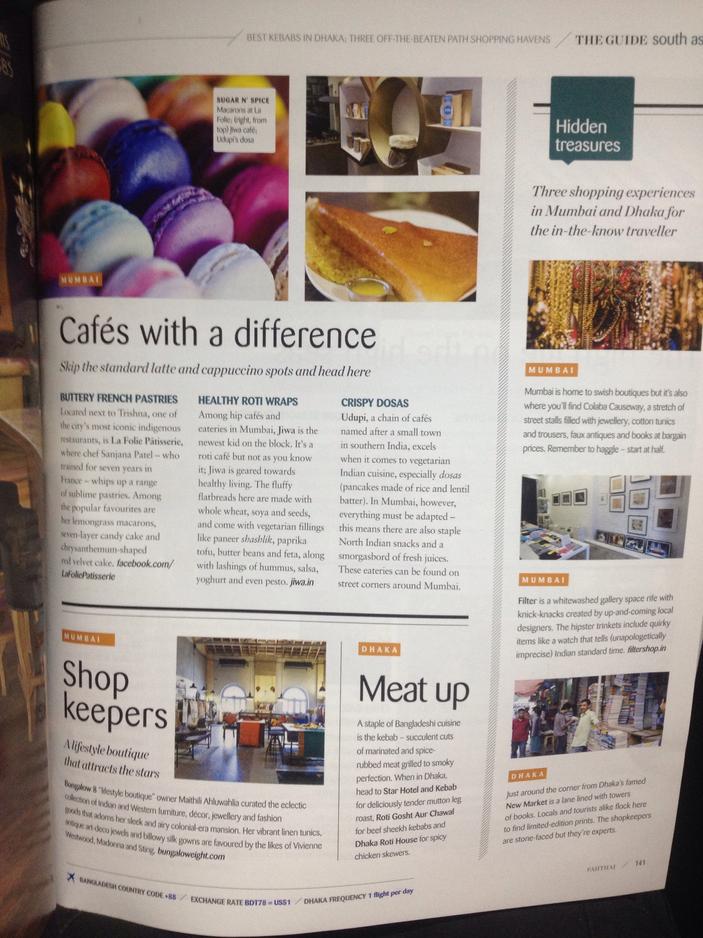 BEST KEBABS IN DHAKA; THREE OFF-THE-BEATEN PATH SHOPPING HAVENS / THE GUIDE south as
SUGAR N' SPICE
Macarons at La
Folie; (right, from
top) Jiwa café;
Udupi's dosa
MUMBAI
Cafés with a difference
Skip the standard latte and cappuccino spots and head here
BUTTERY FRENCH PASTRIES
Located next to Trishna, one of
the city's most iconic indigenous
restaurants, is La Folie Pâtisserie,
where chef Sanjana Patel – who
trained for seven years in
France – whips up a range
of sublime pastries. Among
the popular favourites are
her lemongrass macarons,
seven-layer candy cake and
chrysanthemum-shaped
red velvet cake. facebook.com/
LaFoliePatisserie
HEALTHY ROTI WRAPS
Among hip cafés and
eateries in Mumbai, Jiwa is the
newest kid on the block. It's a
roti café but not as you know
it; Jiwa is geared towards
healthy living. The fluffy
flatbreads here are made with
whole wheat, soya and seeds,
and come with vegetarian fillings
like paneer shashlik, paprika
tofu, butter beans and feta, along
with lashings of hummus, salsa,
yoghurt and even pesto. jiwa.in
CRISPY DOSAS
Udupi, a chain of cafés
named after a small town
in southern India, excels
when it comes to vegetarian
Indian cuisine, especially dosas
(pancakes made of rice and lentil
batter). In Mumbai, however,
everything must be adapted –
this means there are also staple
North Indian snacks and a
smorgasbord of fresh juices.
These eateries can be found on
street corners around Mumbai.
MUMBAI
Shop
keepers
A lifestyle boutique
that attracts the stars
Bungalow 8 "lifestyle boutique" owner Maithili Ahluwahlia curated the eclectic
collection of Indian and Western furniture, décor, jewellery and fashion
goods that adorns her sleek and airy colonial-era mansion. Her vibrant linen tunics,
antique art deco jewels and billowy silk gowns are favoured by the likes of Vivienne
Westwood, Madonna and Sting. bungaloweight.com
DHAKA
Meat up
A staple of Bangladeshi cuisine
is the kebab – succulent cuts
of marinated and spice-
rubbed meat grilled to smoky
perfection. When in Dhaka,
head to Star Hotel and Kebab
for deliciously tender mutton leg
roast, Roti Gosht Aur Chawal
for beef sheekh kebabs and
Dhaka Roti House for spicy
chicken skewers.
Hidden
treasures
Three shopping experiences
in Mumbai and Dhaka for
the in-the-know traveller
MUMBAI
Mumbai is home to swish boutiques but it's also
where you'll find Colaba Causeway, a stretch of
street stalls filled with jewellery, cotton tunics
and trousers, faux antiques and books at bargain
prices. Remember to haggle – start at half.
MUMBAI
Filter is a whitewashed gallery space rife with
knick-knacks created by up-and-coming local
designers. The hipster trinkets include quirky
items like a watch that tells (unapologetically
imprecise) Indian standard time. filtershop.in
DHAKA
Just around the corner from Dhaka's famed
New Market is a lane lined with towers
of books. Locals and tourists alike flock here
to find limited-edition prints. The shopkeepers
are stone-faced but they're experts.
FAHTHAI / 141
BANGLADESH COUNTRY CODE +88 / EXCHANGE RATE BDT78 = US$1 / DHAKA FREQUENCY 1 flight per day